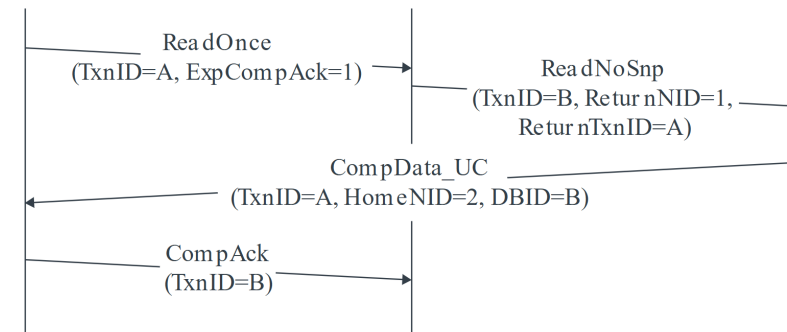 ReadOnce
(TxnID=A, ExpCompAck=1)
ReadNoSnp
(TxnID=B, ReturnNID=1,
ReturnTxnID=A)
CompData_UC
(TxnID=A, HomeNID=2, DBID=B)
CompAck
(TxnID=B)